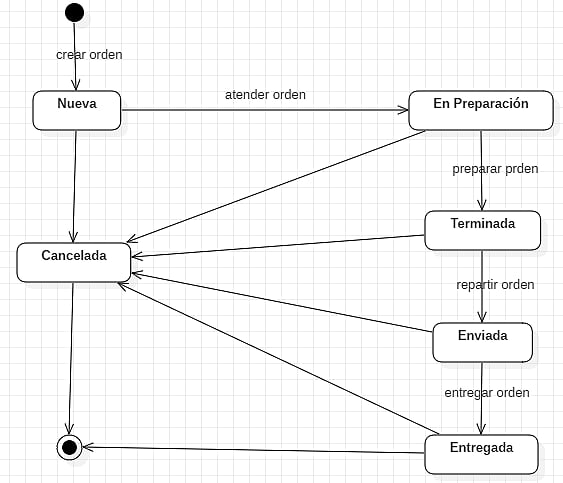 crear orden
Nueva
atender orden
En Preparación
preparar prden
Terminada
Cancelada
repartir orden
Enviada
entregar orden
Entregada